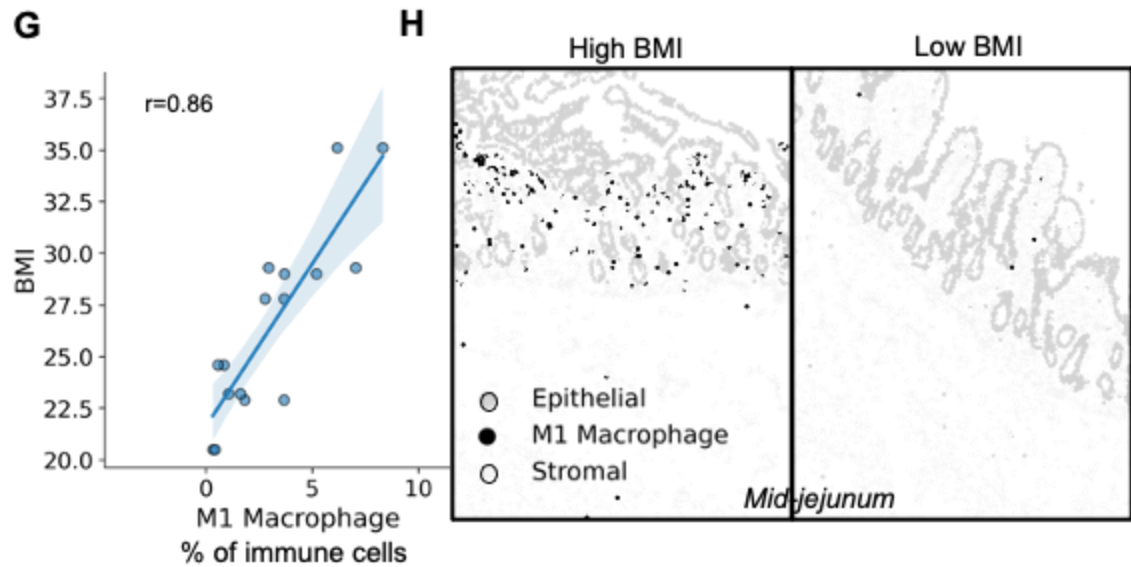 G
r=0.86
BMI
37.5
35.0
32.5
30.0
27.5
25.0
22.5
20.0
0 5 10
M1 Macrophage
% of immune cells
H
High BMI Low BMI
Epithelial
M1 Macrophage
Stromal
Mid-jejunum